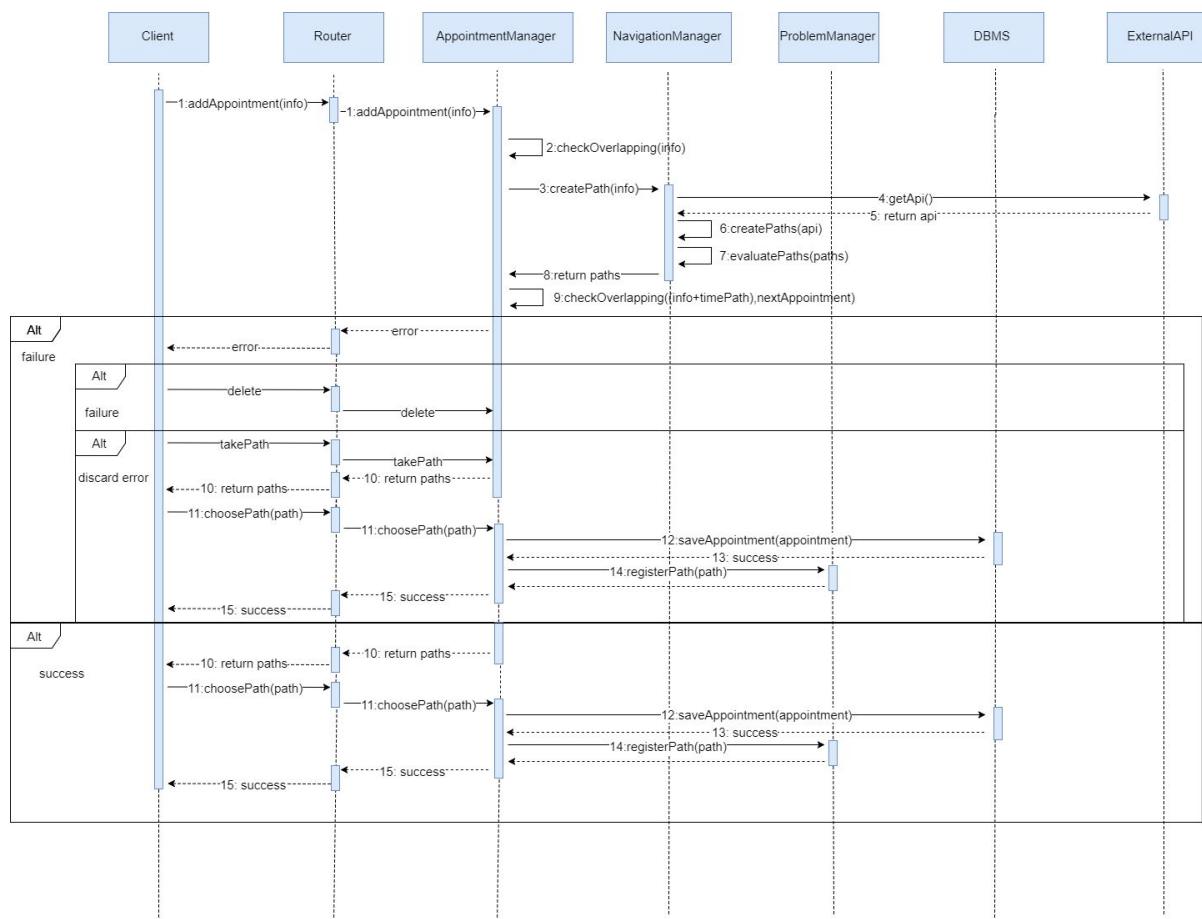 Client
Router
AppointmentManager
NavigationManager
ProblemManager
DBMS
ExternalAPI
1:addAppointment(info)
1:addAppointment(info)
2:checkOverlapping(info)
3:createPath(info)
4:getApi()
5: return api
6:createPaths(api)
7:evaluatePaths(paths)
8:return paths
9:checkOverlapping((info+timePath),nextAppointment)
Alt
failure
error
error
Alt
failure
delete
delete
Alt
discard error
takePath
takePath
10: return paths
10: return paths
11:choosePath(path)
11:choosePath(path)
12:saveAppointment(appointment)
13: success
14:registerPath(path)
15: success
15: success
Alt
success
10: return paths
10: return paths
11:choosePath(path)
11:choosePath(path)
12:saveAppointment(appointment)
13: success
14:registerPath(path)
15: success
15: success